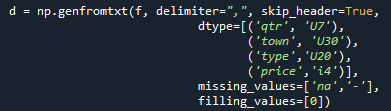 d = np.genfromtxt(f, delimiter=",", skip_header=True,
dtype=[('qtr', 'U7'),
('town', 'U30'),
('type','U20'),
('price','i4')],
missing_values=['na','-'],
filling_values=[0])